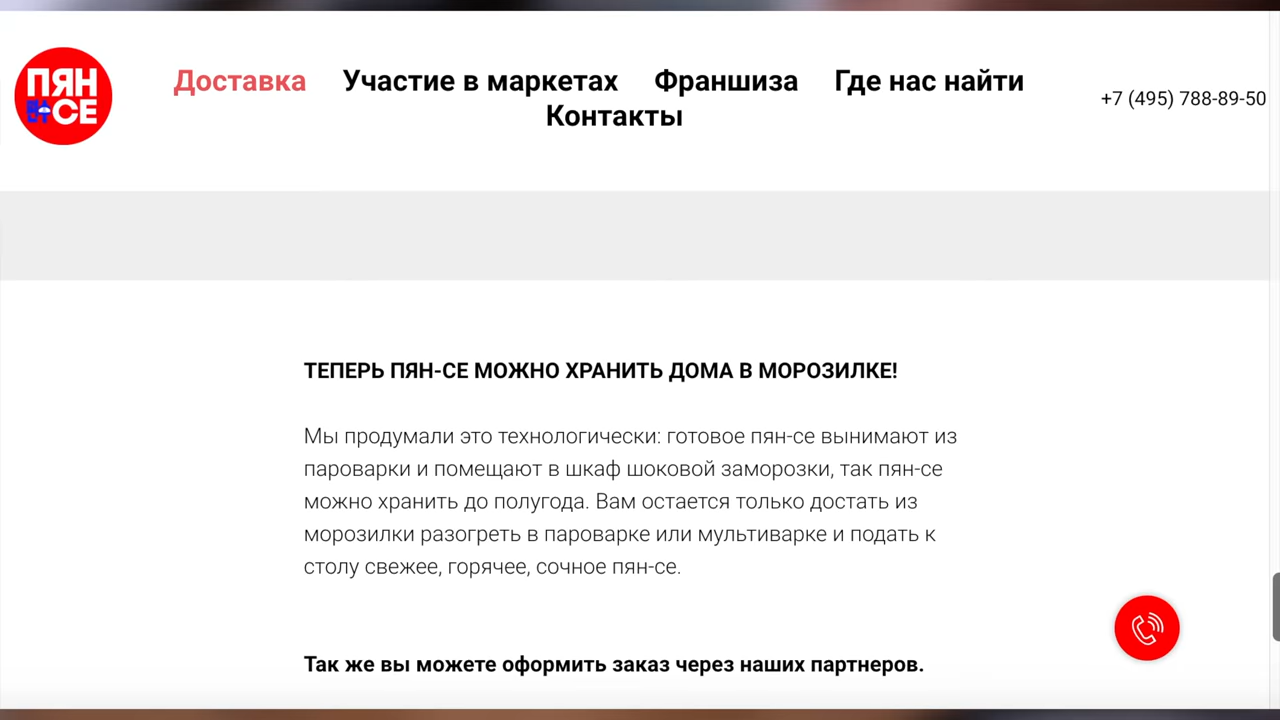 ПЯН
СЕ
Доставка Участие в маркетах Франшиза Где нас найти
Контакты
+7 (495) 788-89-50
ТЕПЕРЬ ПЯН-СЕ МОЖНО ХРАНИТЬ ДОМА В МОРОЗИЛКЕ!
Мы продумали это технологически: готовое пян-се вынимают из
пароварки и помещают в шкаф шоковой заморозки, так пян-се
можно хранить до полугода. Вам остается только достать из
морозилки разогреть в пароварке или мультиварке и подать к
столу свежее, горячее, сочное пян-се.
Так же вы можете оформить заказ через наших партнеров.